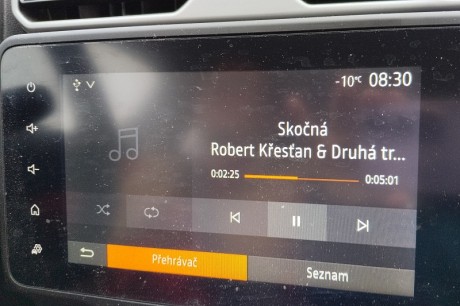 -10°C 08:30
Skočná
Robert Křesťan & Druhá tr...
0:02:25 0:05:01
Přehrávač
Seznam